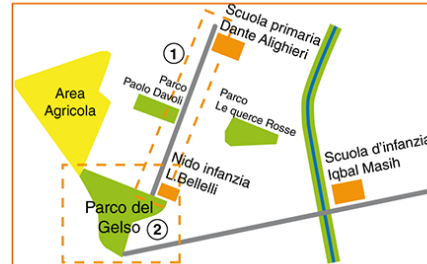 Scuola primaria
Dante Alighieri
1
Area
Agricola
Parco
Paolo Davoli
Parco
Le querce Rosse
Scuola d'infanzia
Iqbal Masih
Nido infanzia
L.Bellelli
Parco del
Gelso
2